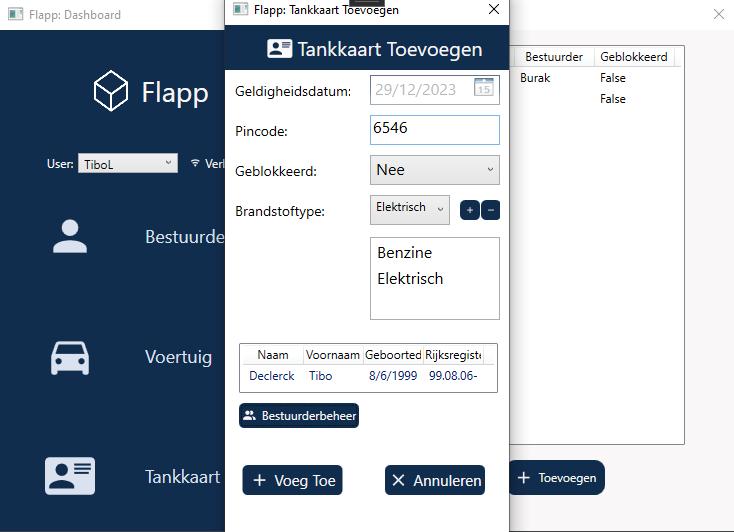 Flapp: Dashboard
Flapp: Tankkaart Toevoegen
Tankkaart Toevoegen
Flapp
User: TiboL
Verl
Bestuurde
Voertuig
Tankkaart
Geldigheidsdatum: 29/12/2023 15
Pincode: 6546
Geblokkeerd: Nee
Brandstoftype: Elektrisch + −
Benzine
Elektrisch
Naam Voornaam Geboorted Rijksregiste
Declerck Tibo 8/6/1999 99.08.06-
Bestuurderbeheer
Voeg Toe Annuleren
Bestuurder Geblokkeerd
Burak False
False
Toevoegen